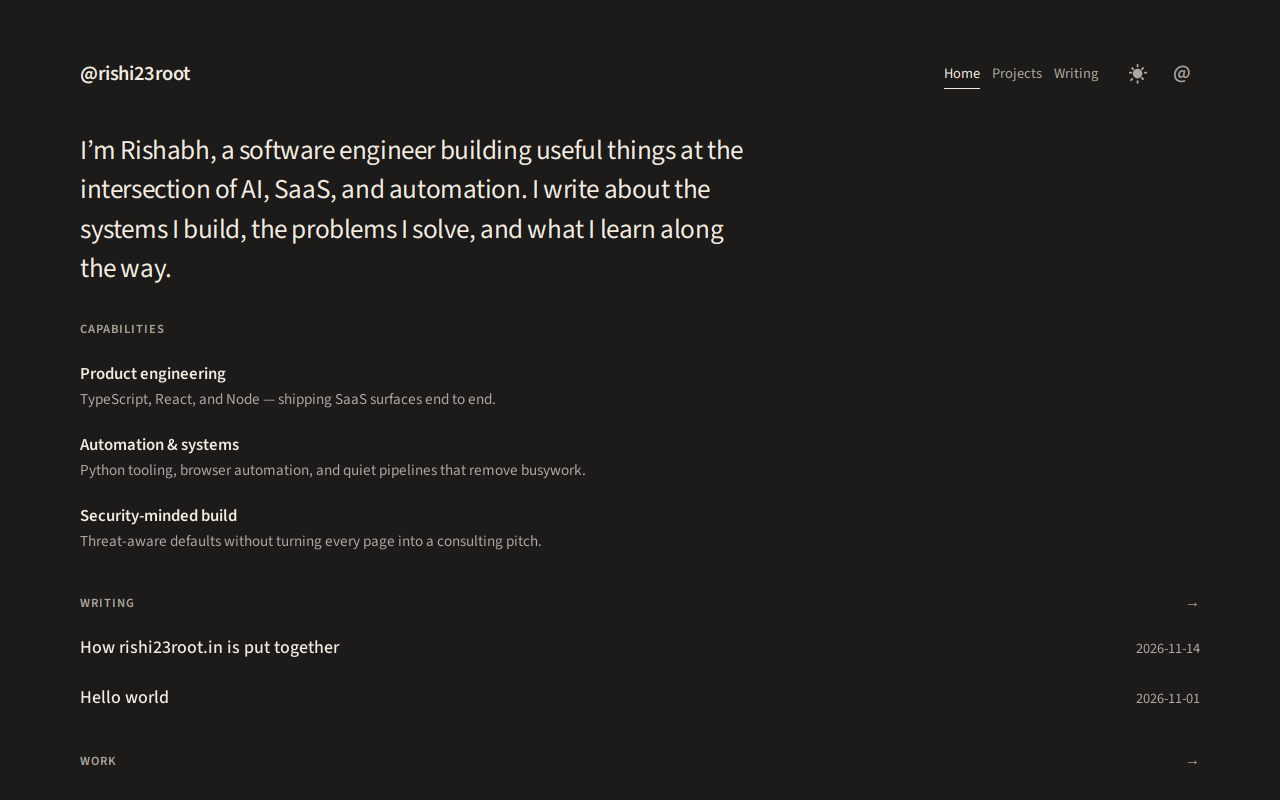 @rishi23root
Home Projects Writing @
I’m Rishabh, a software engineer building useful things at the
intersection of AI, SaaS, and automation. I write about the
systems I build, the problems I solve, and what I learn along
the way.
CAPABILITIES
Product engineering
TypeScript, React, and Node — shipping SaaS surfaces end to end.
Automation & systems
Python tooling, browser automation, and quiet pipelines that remove busywork.
Security-minded build
Threat-aware defaults without turning every page into a consulting pitch.
WRITING →
How rishi23root.in is put together 2026-11-14
Hello world 2026-11-01
WORK →